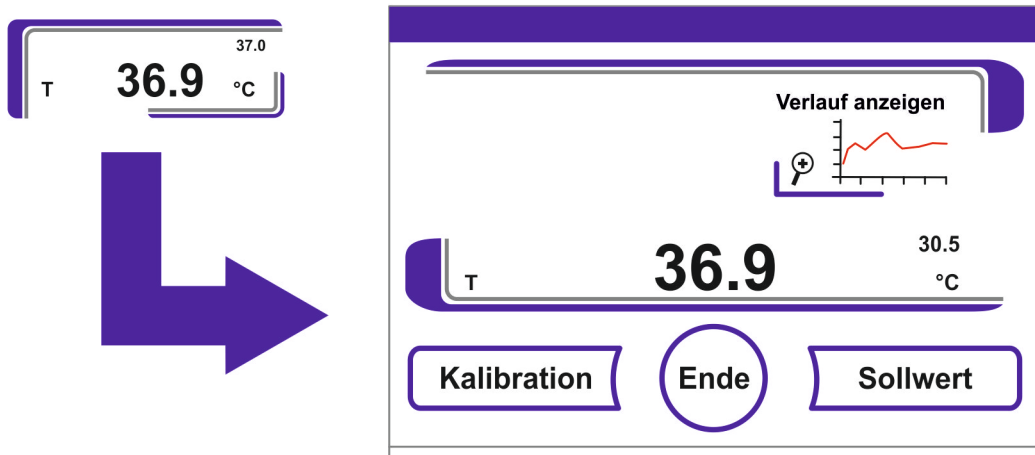 37.0
T 36.9 °C
Verlauf anzeigen
30.5
T 36.9 °C
Kalibration Ende Sollwert